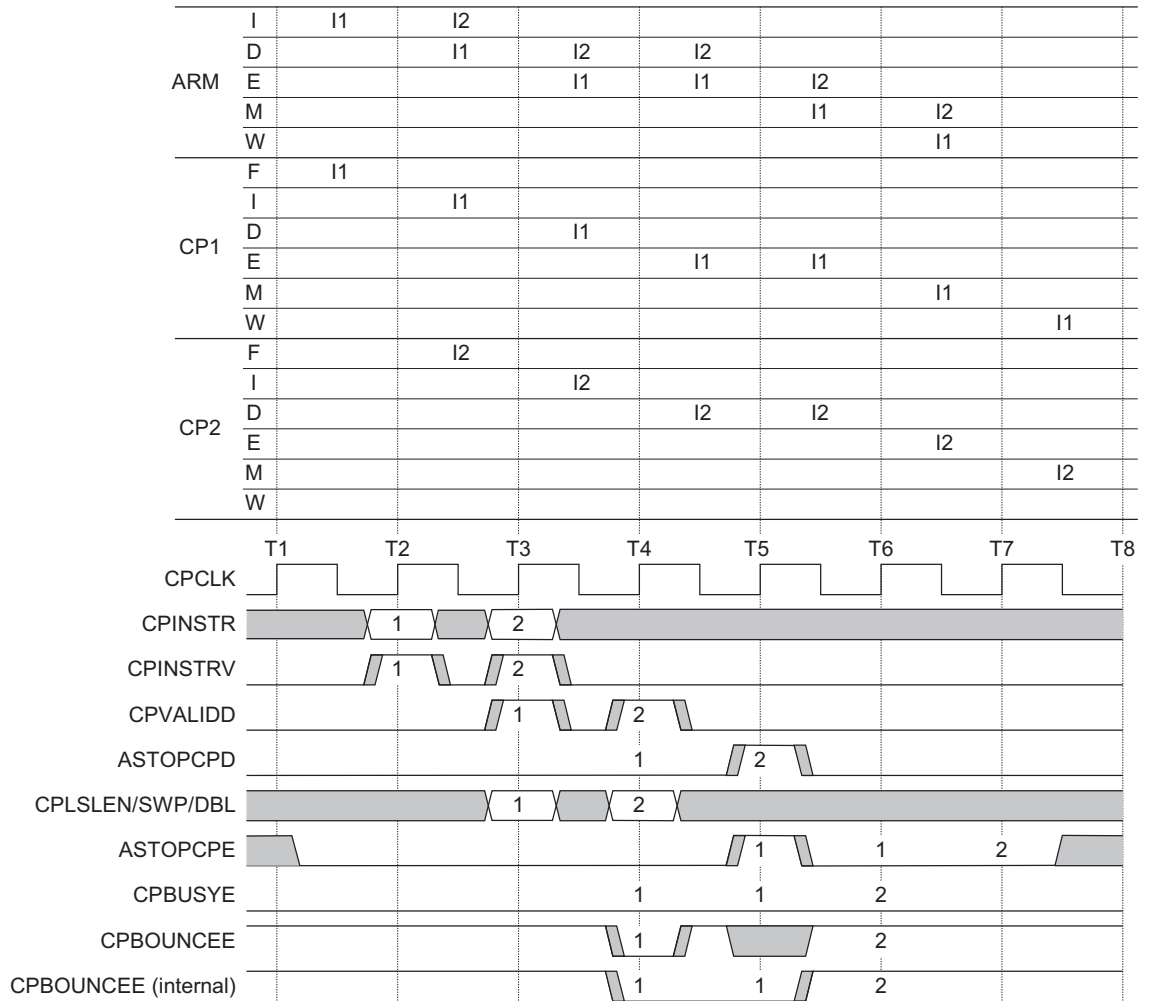 I I1 I2
D I1 I2 I2
ARM E I1 I1 I2
M I1 I2
W I1
F I1
I I1
D I1
CP1
E I1 I1
M I1
W I1
F I2
I I2
D I2 I2
CP2
E I2
M I2
W
T1 T2 T3 T4 T5 T6 T7 T8
CPCLK
CPINSTR 1 2
CPINSTRV 1 2
CPVALIDD 1 2
ASTOPCPD 1 2
CPLSLEN/SWP/DBL 1 2
ASTOPCPE 1 1 2
CPBUSYE 1 1 2
CPBOUNCEE 1 2
CPBOUNCEE (internal) 1 1 2